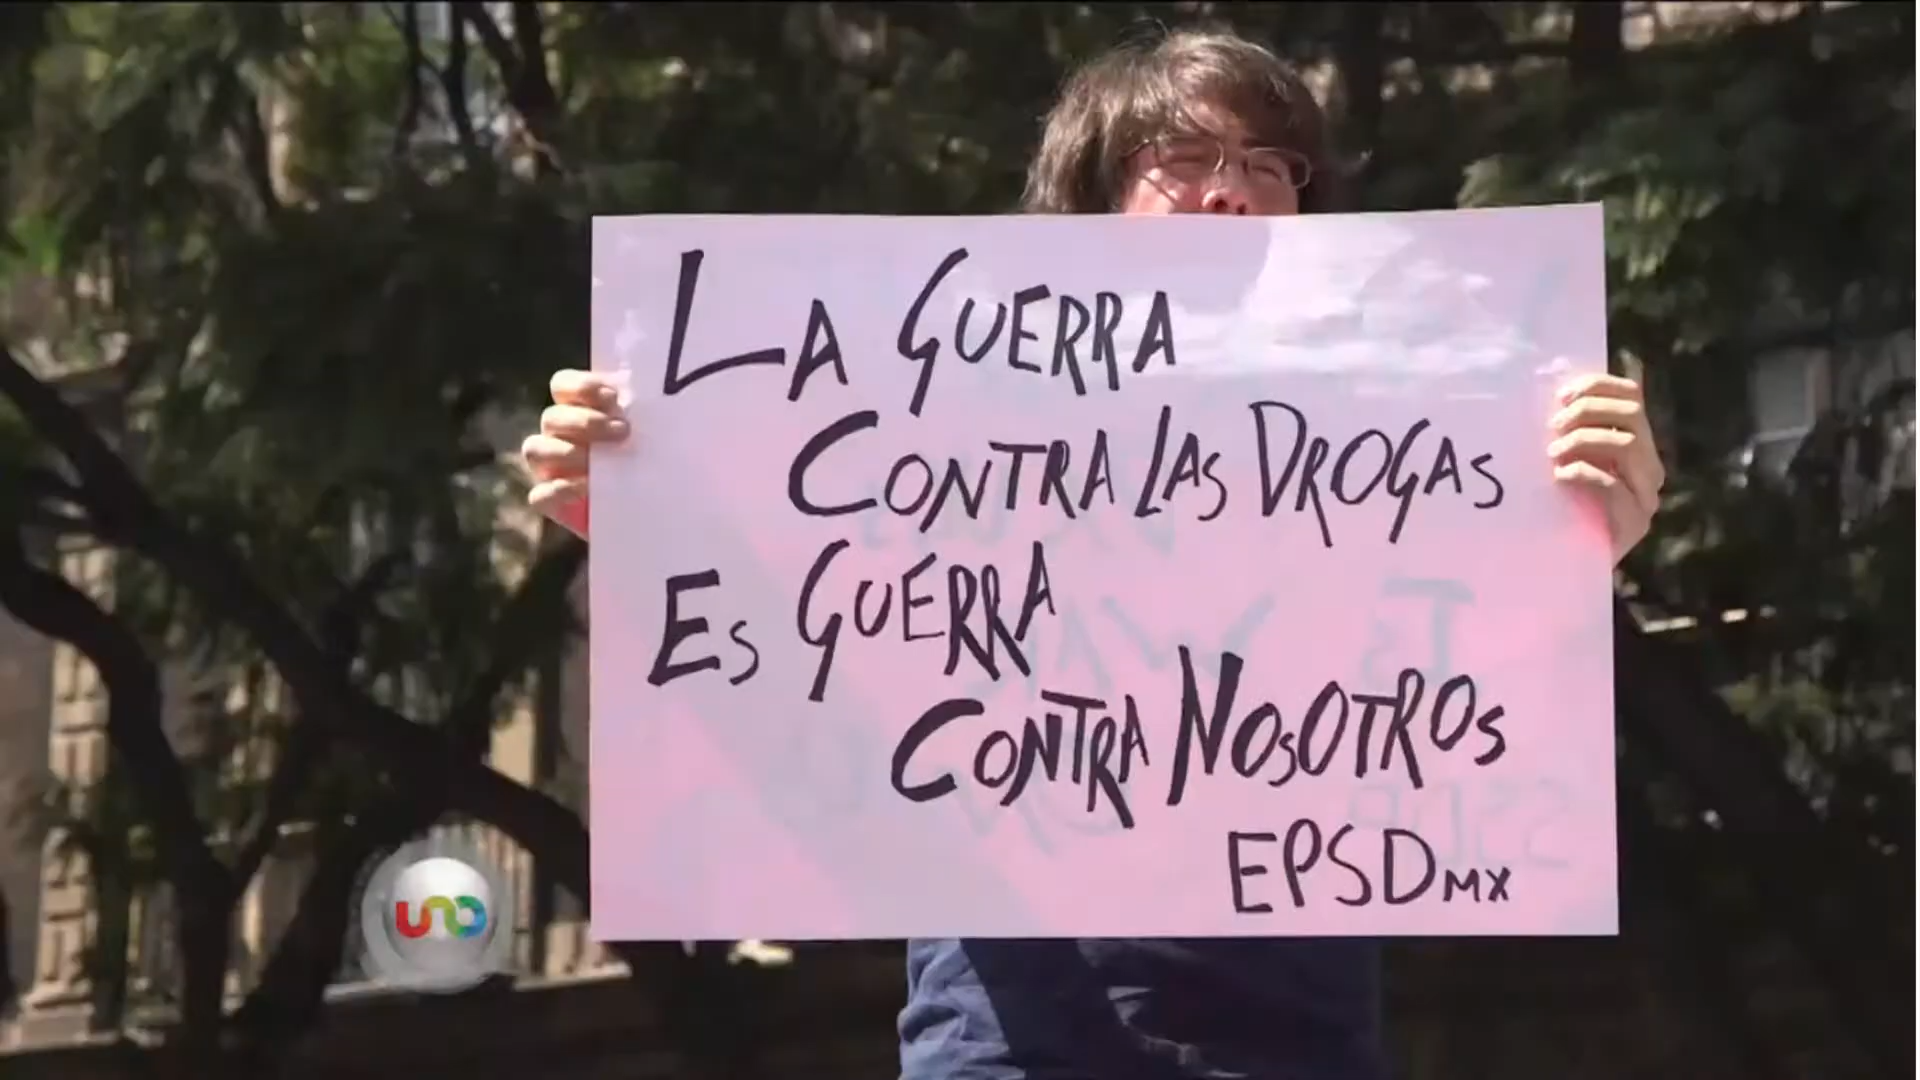 LA GUERRA
CONTRA LAS DROGAS
ES GUERRA
CONTRA NOSOTROS
EPSDMX
UNO